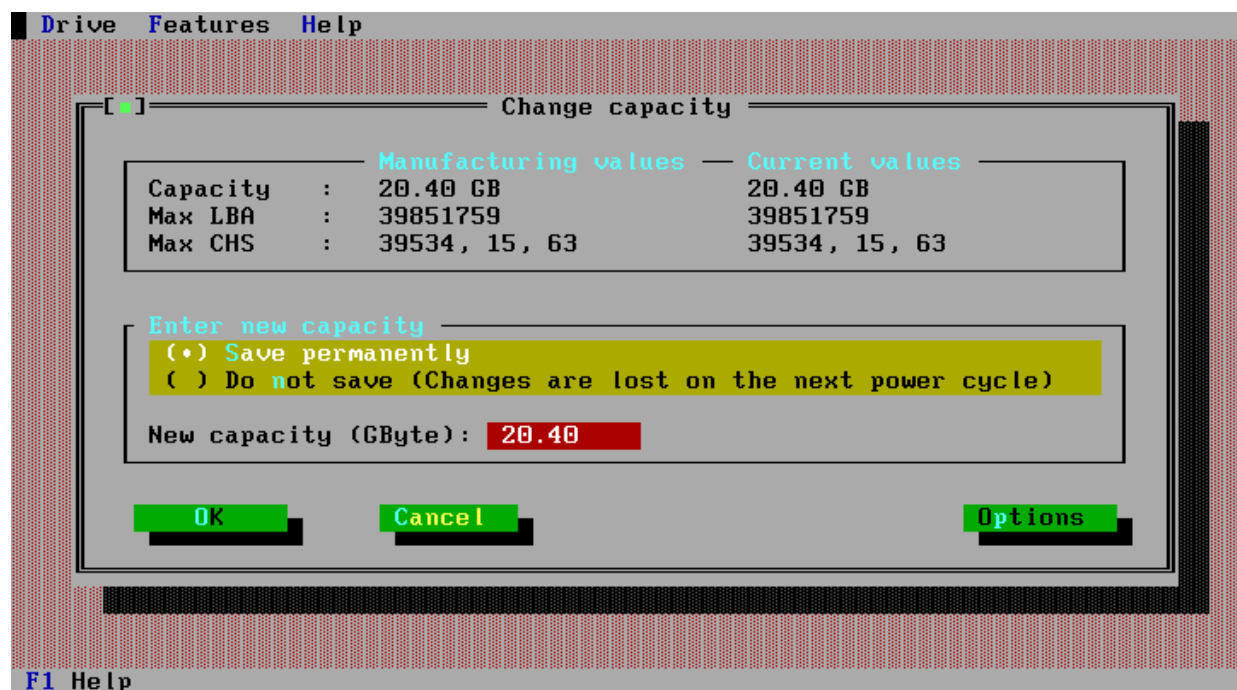 Drive Features Help
[■] Change capacity
Manufacturing values Current values
Capacity : 20.40 GB 20.40 GB
Max LBA : 39851759 39851759
Max CHS : 39534, 15, 63 39534, 15, 63
Enter new capacity
(•) Save permanently
( ) Do not save (Changes are lost on the next power cycle)
New capacity (GByte): 20.40
OK Cancel Options
F1 Help